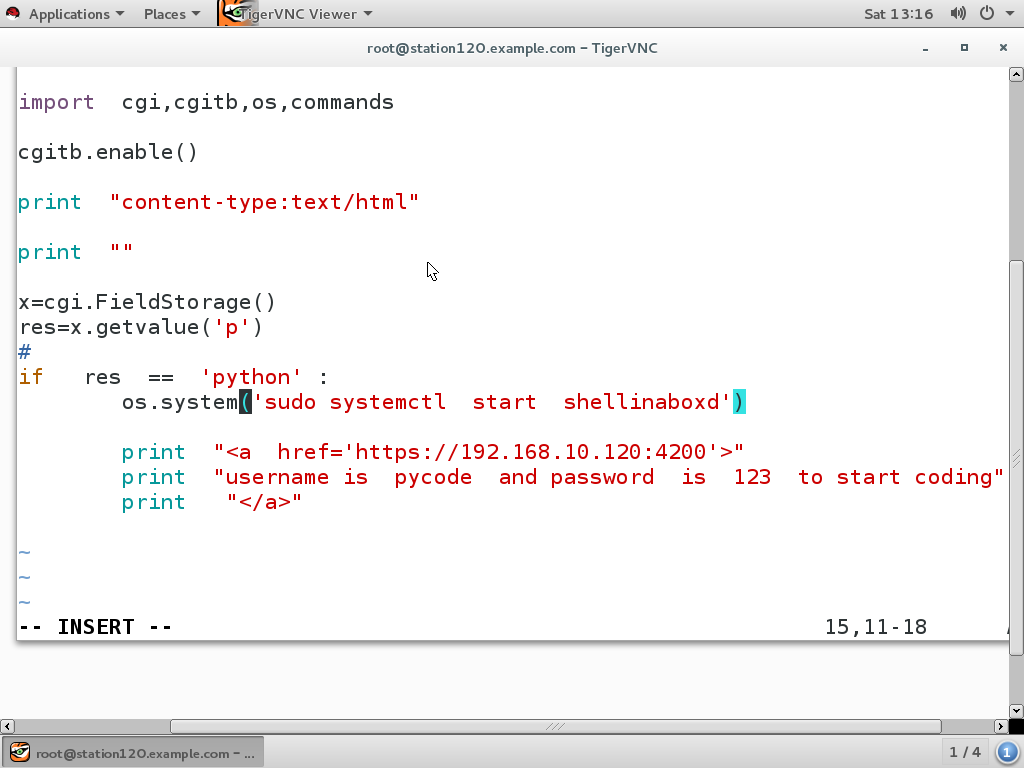 Applications Places TigerVNC Viewer Sat 13:16
root@station120.example.com − TigerVNC
import  cgi,cgitb,os,commands
cgitb.enable()
print  "content-type:text/html"
print  ""
x=cgi.FieldStorage()
res=x.getvalue('p')
#
if   res  ==  'python' :
os.system('sudo systemctl  start  shellinaboxd')
print  "<a  href='https://192.168.10.120:4200'>"
print  "username is  pycode  and password  is  123  to start coding"
print   "</a>"
~
~
~
-- INSERT -- 15,11-18
root@station120.example.com − ... 1 / 4 1